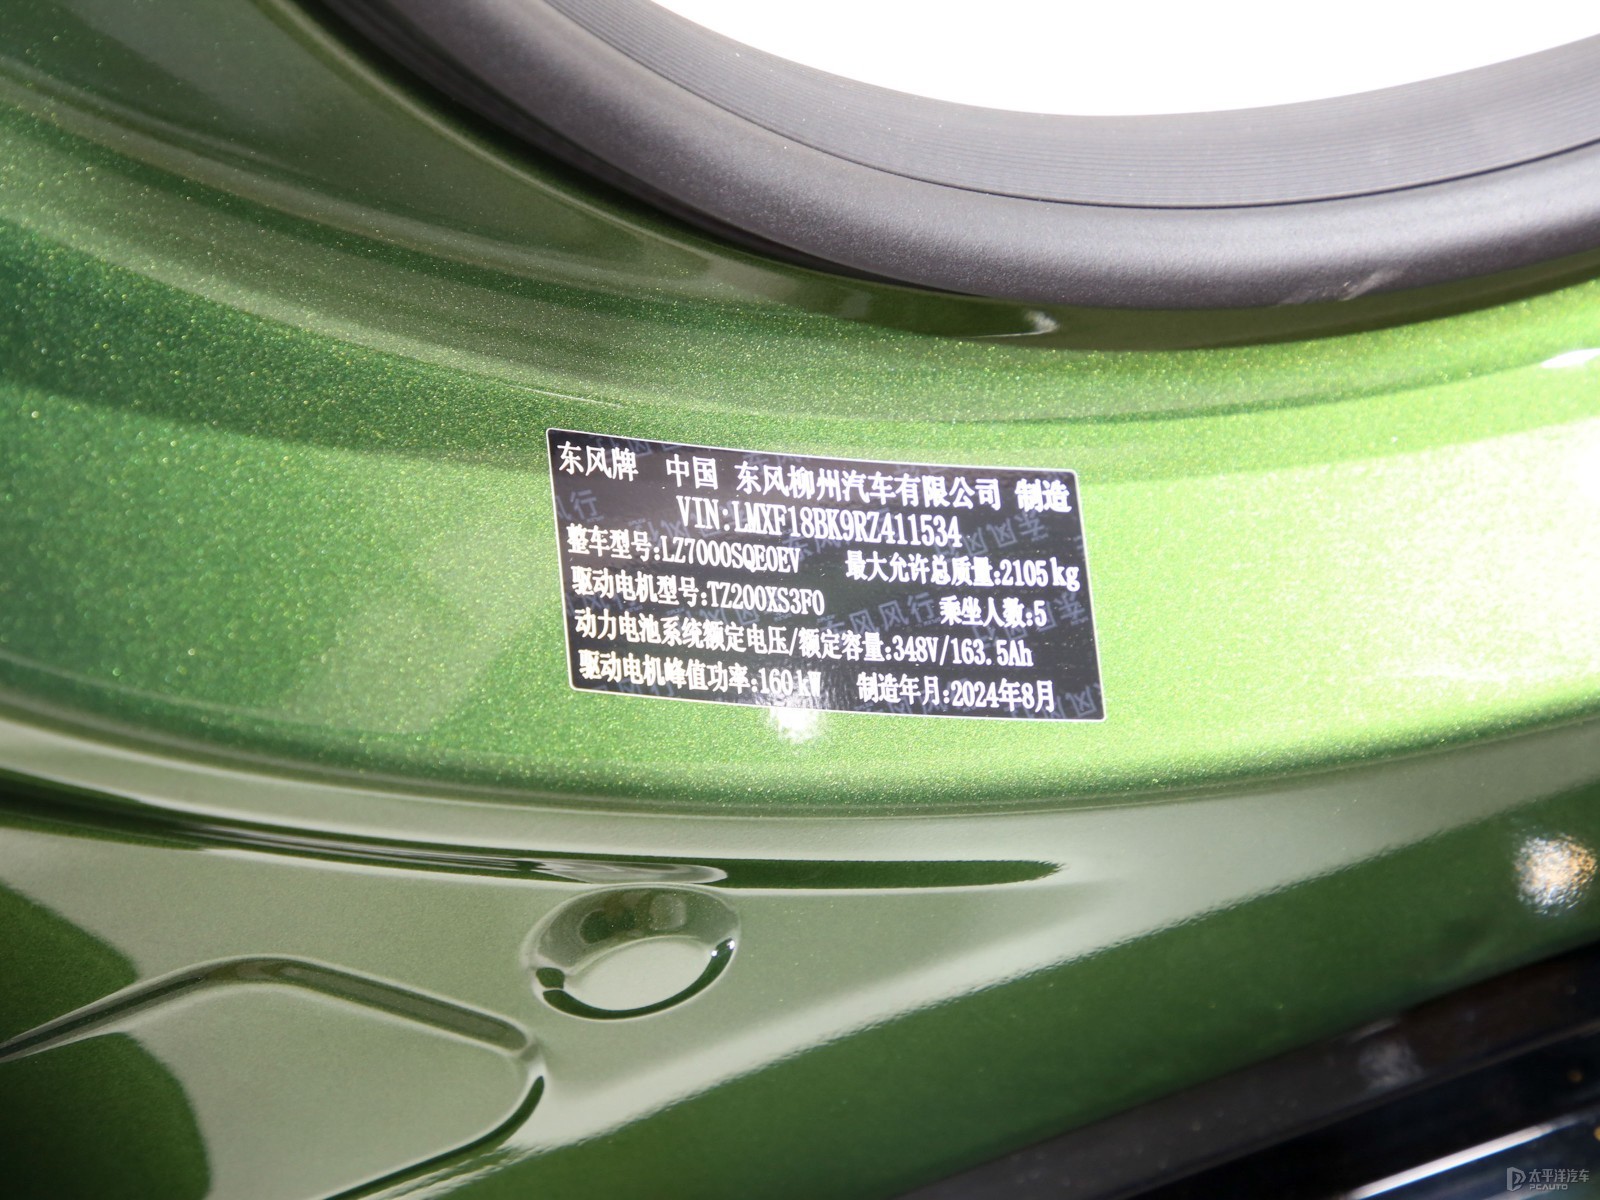 东风牌 中国 东风柳州汽车有限公司 制造
VIN:LMXF18BK9RZ411534
整车型号:LZ7000SQE0EV 最大允许总质量:2105kg
驱动电机型号:TZ200XS3F0 乘坐人数:5
动力电池系统额定电压/额定容量:348V/163.5Ah
驱动电机峰值功率:160kW 制造年月:2024年8月
太平洋汽车
PCAUTO